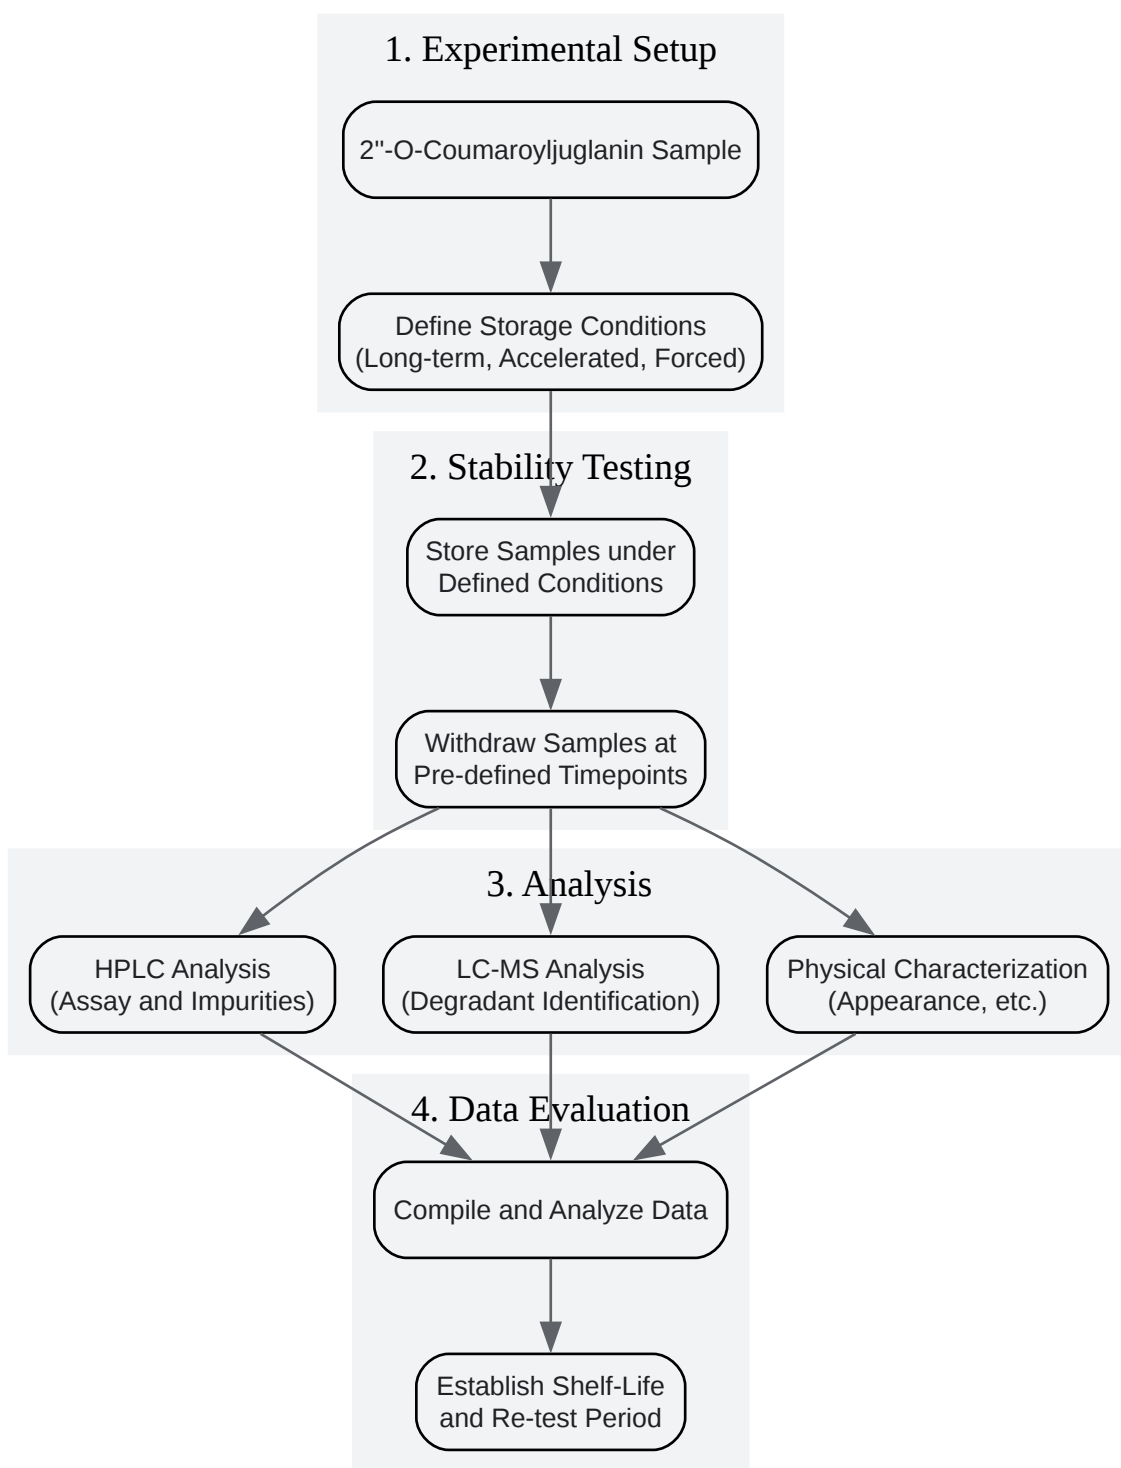 1. Experimental Setup
2"-O-Coumaroyljuglanin Sample
Define Storage Conditions
(Long-term, Accelerated, Forced)
2. Stability Testing
Store Samples under
Defined Conditions
Withdraw Samples at
Pre-defined Timepoints
3. Analysis
HPLC Analysis
(Assay and Impurities)
LC-MS Analysis
(Degradant Identification)
Physical Characterization
(Appearance, etc.)
4. Data Evaluation
Compile and Analyze Data
Establish Shelf-Life
and Re-test Period